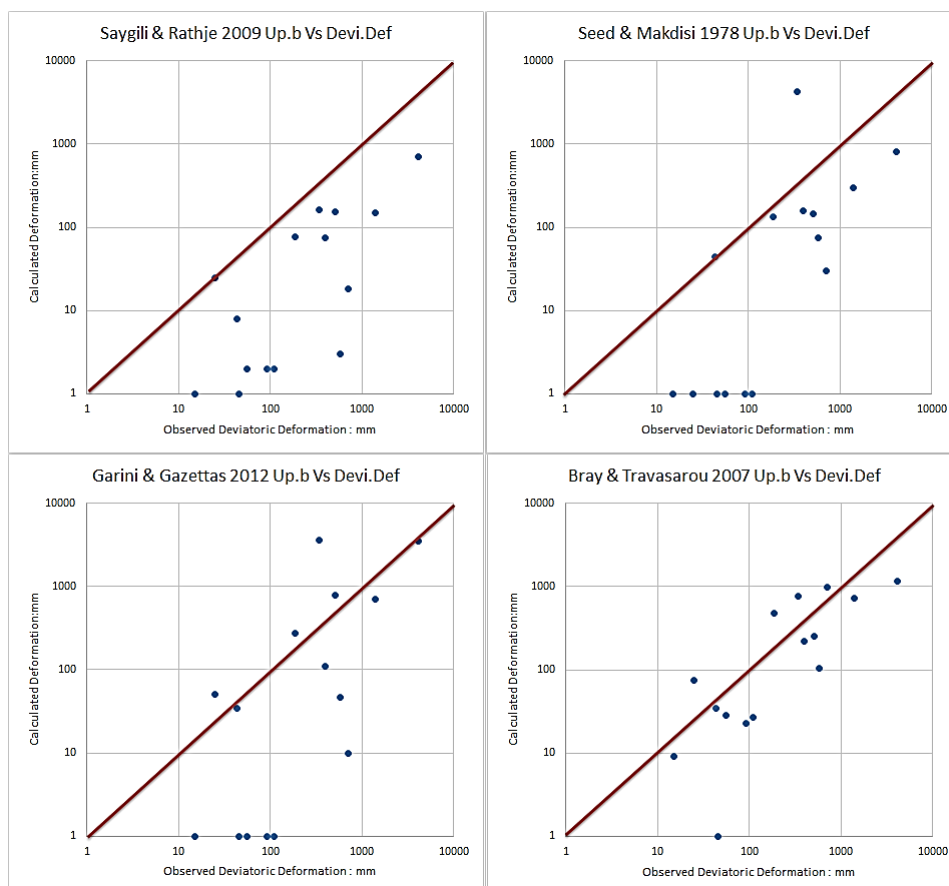 Saygili & Rathje 2009 Up.b Vs Devi.Def
10000
1000
100
10
1
Calculated Deformation:mm
1 10 100 1000 10000
Observed Deviatoric Deformation : mm
Seed & Makdisi 1978 Up.b Vs Devi.Def
10000
1000
100
10
1
Calculated Deformation:mm
1 10 100 1000 10000
Observed Deviatoric Deformation : mm
Garini & Gazettas 2012 Up.b Vs Devi.Def
10000
1000
100
10
1
Calculated Deformation:mm
1 10 100 1000 10000
Observed Deviatoric Deformation : mm
Bray & Travasarou 2007 Up.b Vs Devi.Def
10000
1000
100
10
1
Calculated Deformation:mm
1 10 100 1000 10000
Observed Deviatoric Deformation : mm